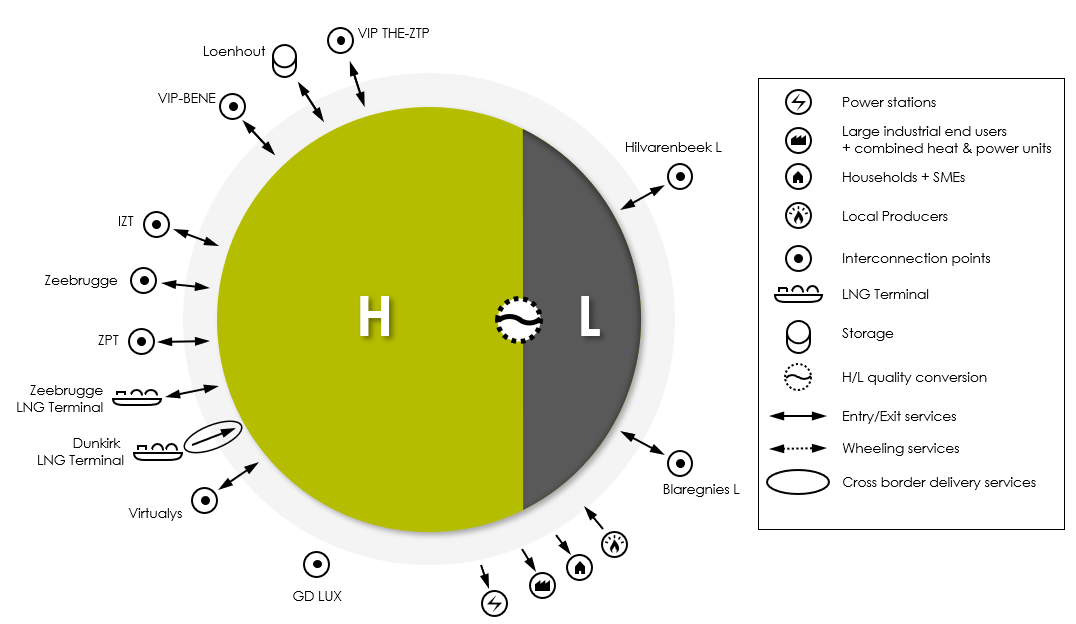 VIP THE-ZTP
Loenhout
VIP-BENE
Hilvarenbeek L
IZT
Zeebrugge
ZPT
Zeebrugge
LNG Terminal
Dunkirk
LNG Terminal
Virtualys
GD LUX
Blaregnies L
H
L
Power stations
Large industrial end users
+ combined heat & power units
Households + SMEs
Local Producers
Interconnection points
LNG Terminal
Storage
H/L quality conversion
Entry/Exit services
Wheeling services
Cross border delivery services